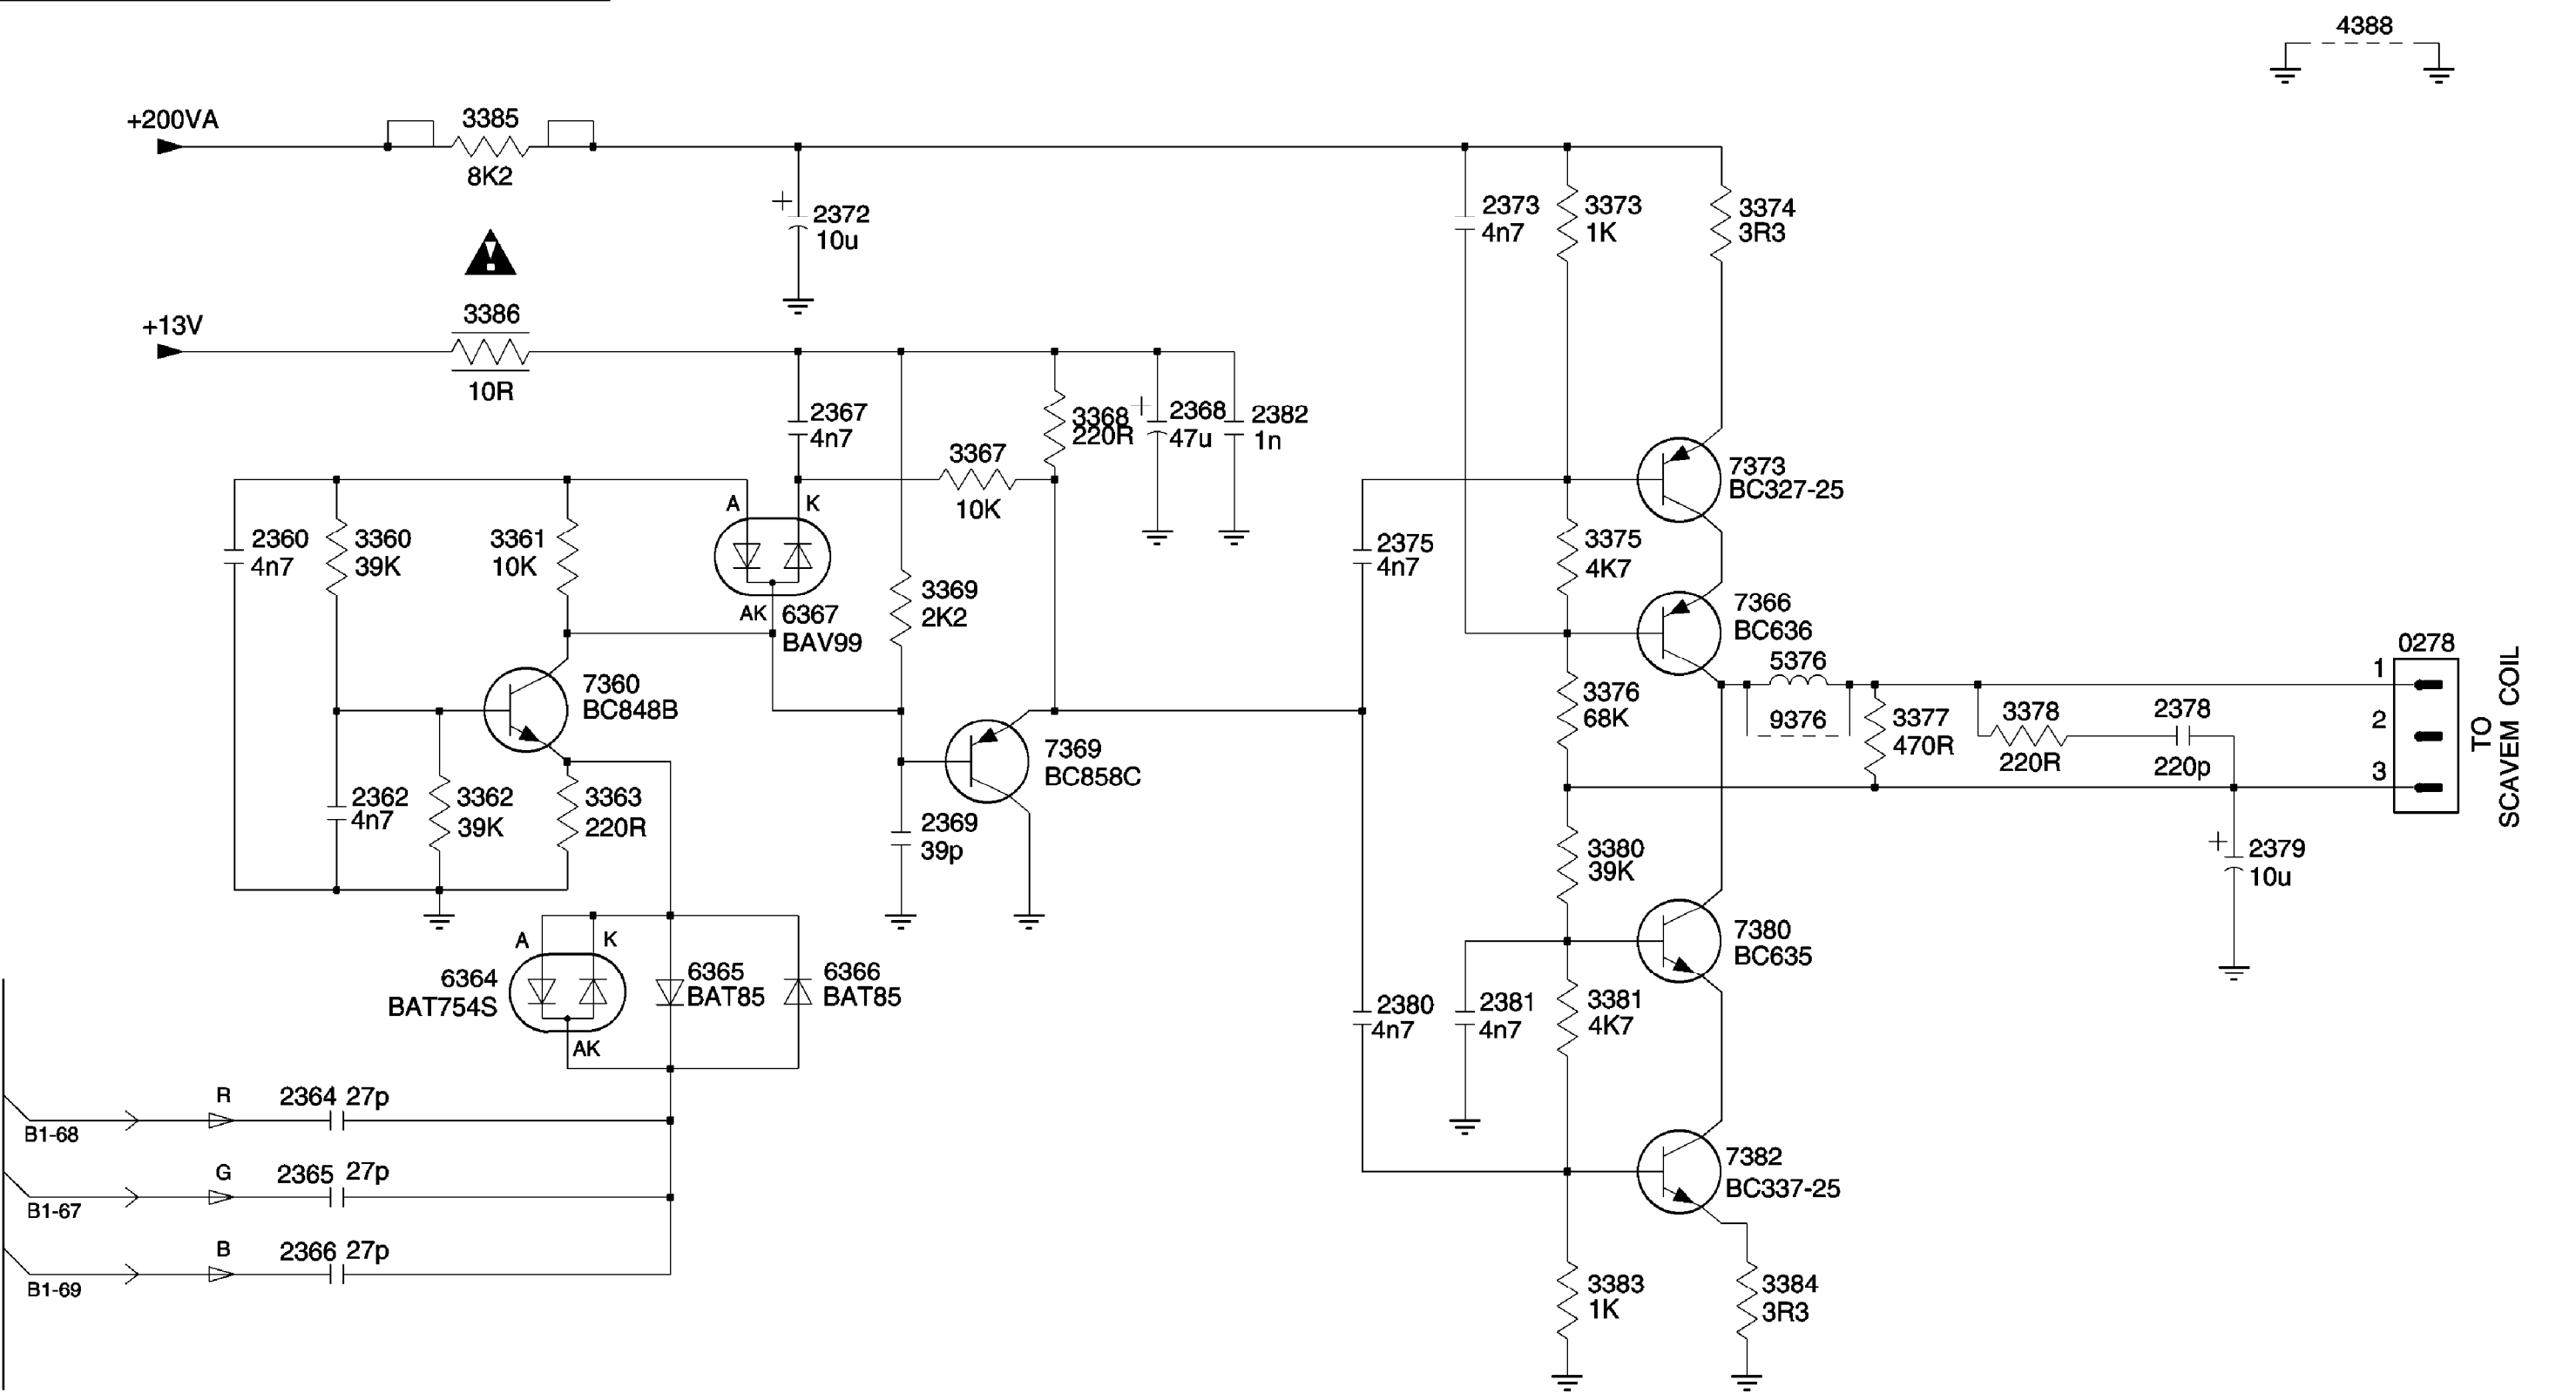 4388
+200VA
3385
8K2
2372
10u
2373
4n7
3373
1K
3374
3R3
+13V
3386
10R
2367
4n7
3368
220R
2368
47u
2382
1n
3367
10K
A
K
7373
BC327-25
2360
4n7
3360
39K
3361
10K
2375
4n7
3375
4K7
3369
2K2
AK
6367
BAV99
7366
BC636
0278
7360
BC848B
5376
9376
1
2
3
3376
68K
3377
470R
3378
220R
2378
220p
TO
SCAVEM COIL
7369
BC858C
2362
4n7
3362
39K
3363
220R
2369
39p
3380
39K
2379
10u
A
K
6364
BAT754S
AK
6365
BAT85
6366
BAT85
7380
BC635
2380
4n7
2381
4n7
3381
4K7
R
2364 27p
B1-68
G
2365 27p
B1-67
B
2366 27p
B1-69
7382
BC337-25
3383
1K
3384
3R3